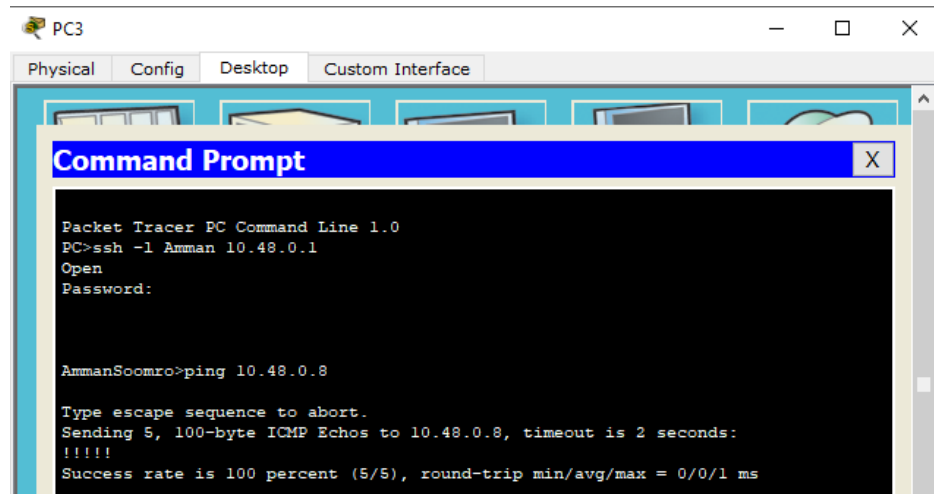 PC3
Physical Config Desktop Custom Interface
Command Prompt X
Packet Tracer PC Command Line 1.0
PC>ssh -l Amman 10.48.0.1
Open
Password:
AmmanSoomro>ping 10.48.0.8
Type escape sequence to abort.
Sending 5, 100-byte ICMP Echos to 10.48.0.8, timeout is 2 seconds:
!!!!!
Success rate is 100 percent (5/5), round-trip min/avg/max = 0/0/1 ms